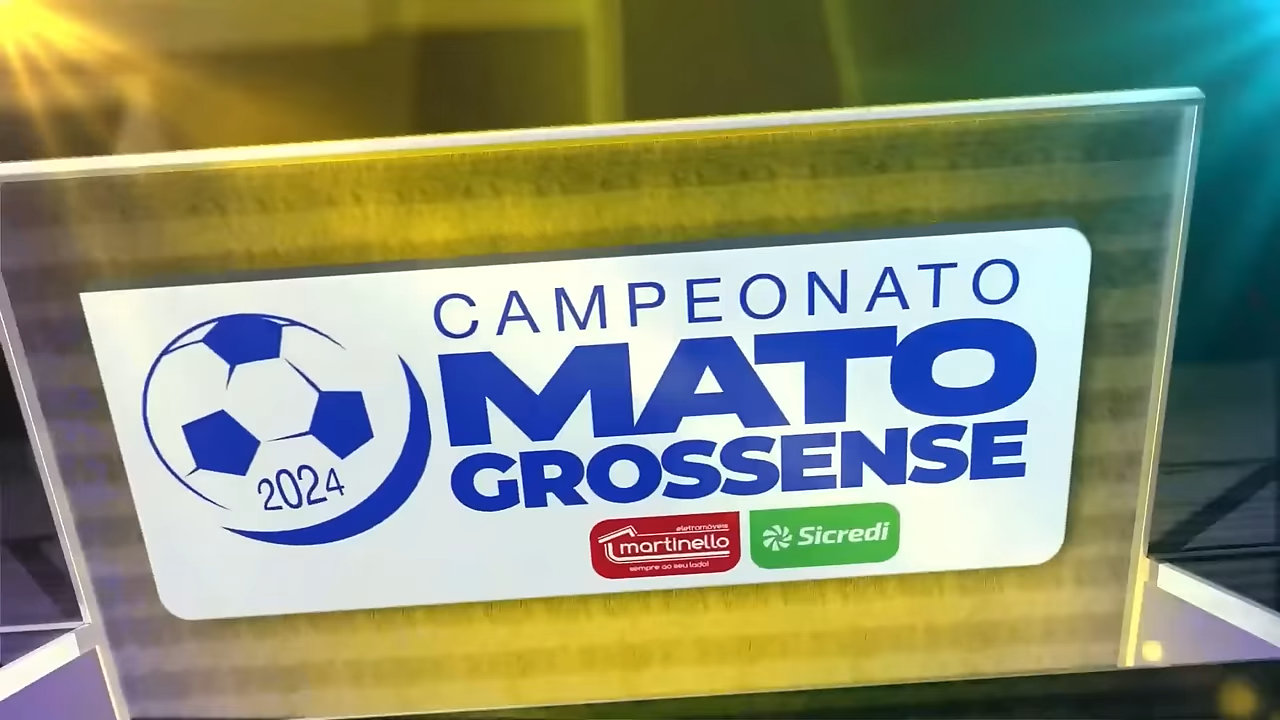 CAMPEONATO
MATO
GROSSENSE
2024
eletromóveis
martinello
sempre ao seu lado!
Sicredi